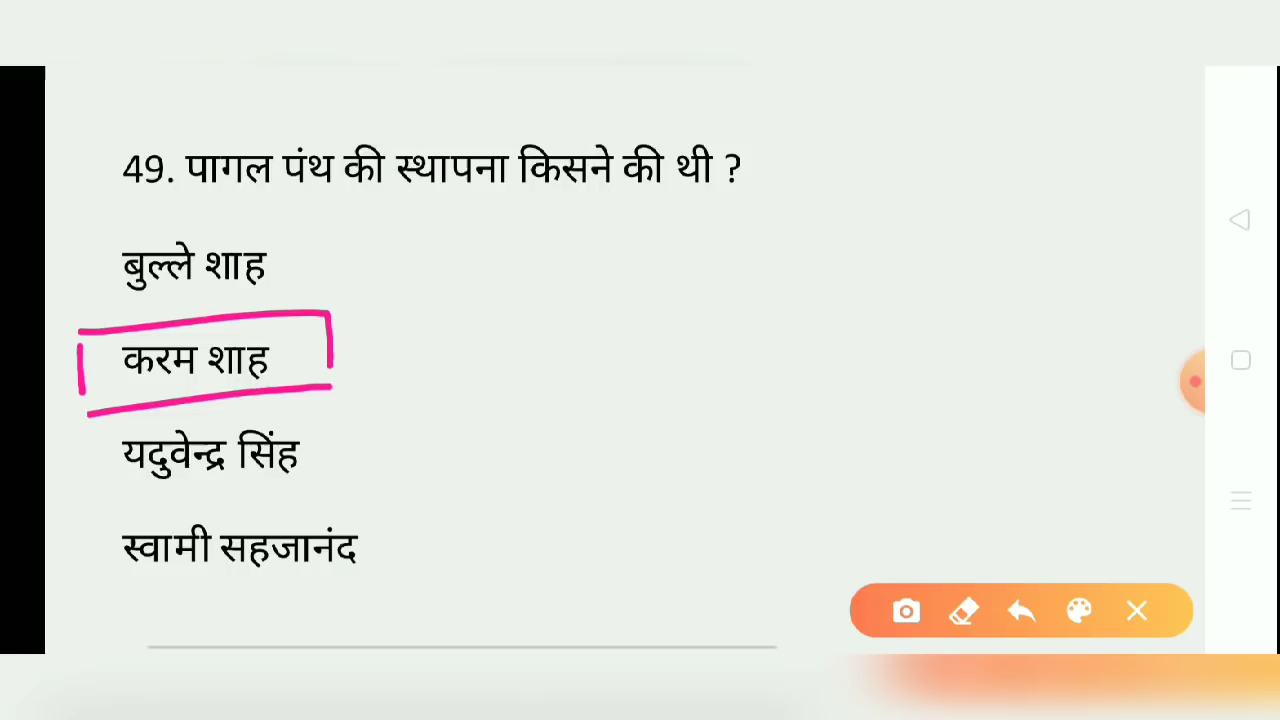 49. पागल पंथ की स्थापना किसने की थी ?
बुल्ले शाह
करम शाह
यदुवेन्द्र सिंह
स्वामी सहजानंद